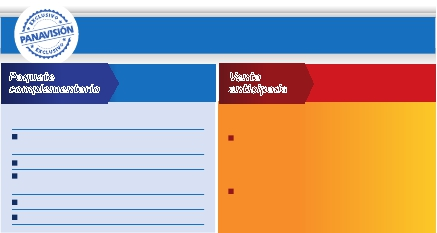 EXCLUSIVO
PANAVISIÓN
EXCLUSIVO
Paquete
complementario
Venta
anticipada